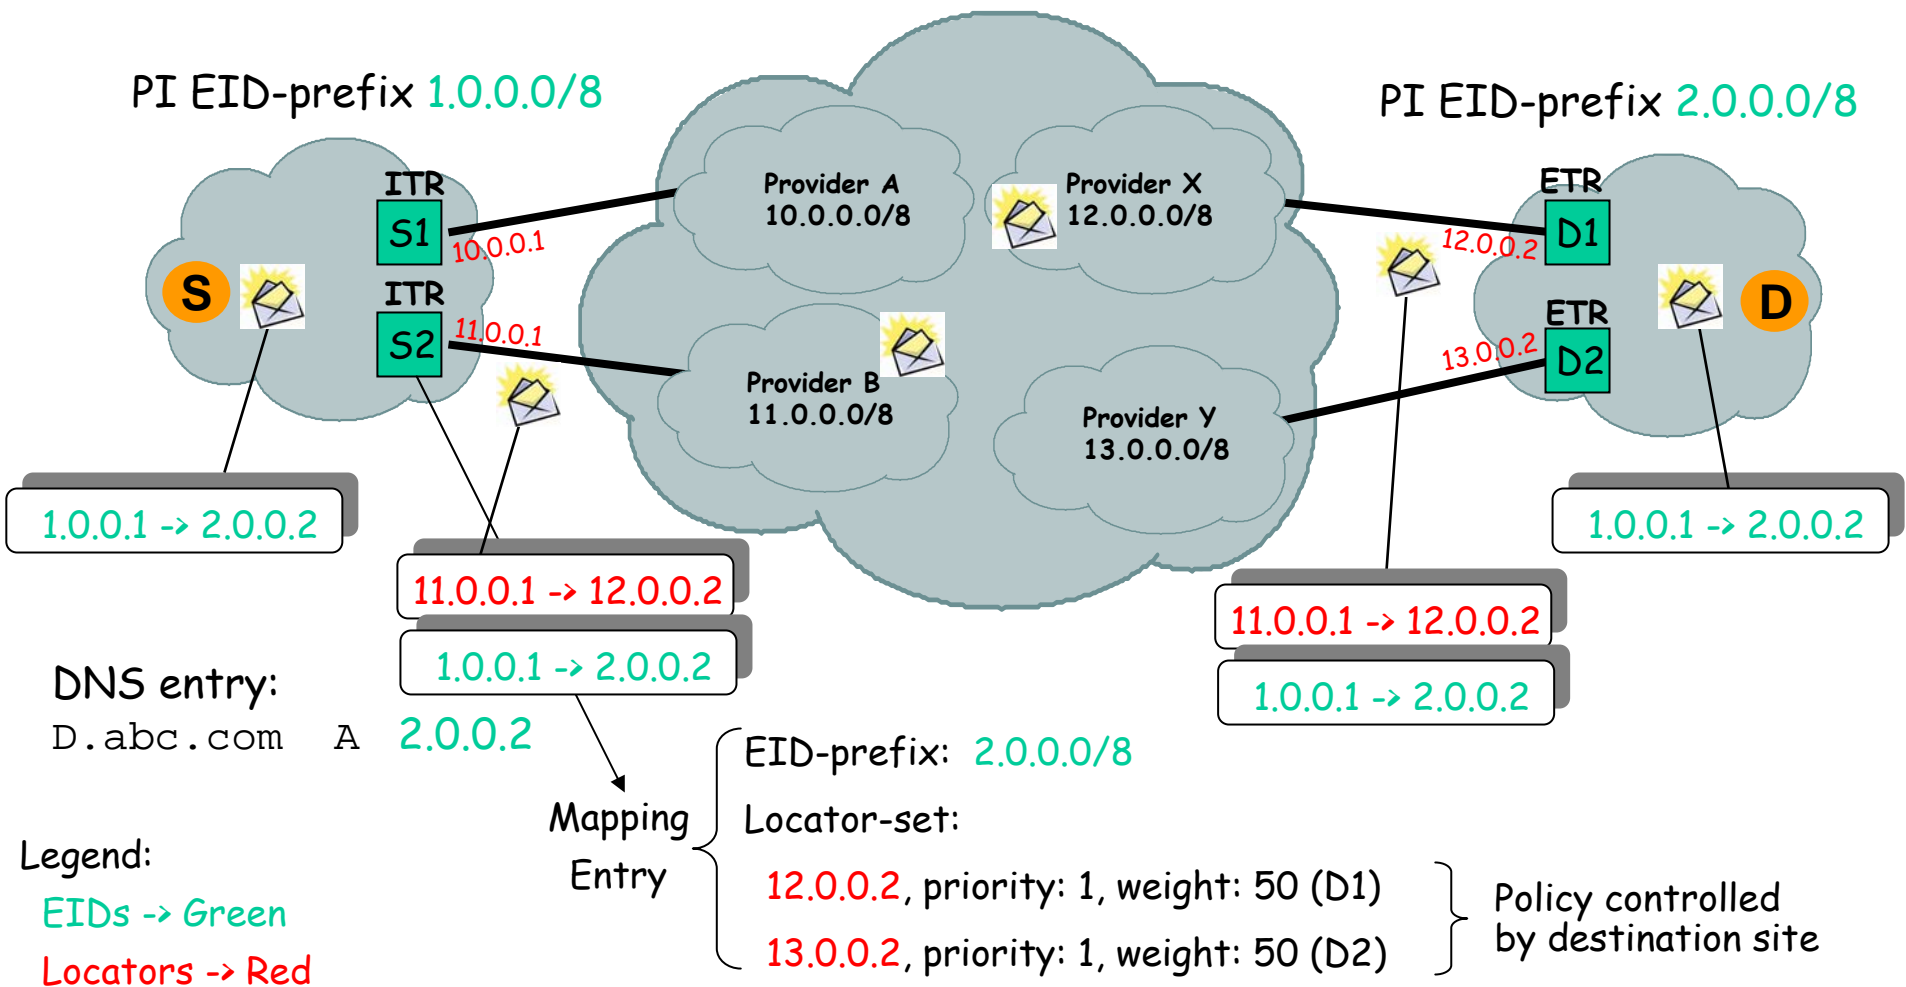 PI EID-prefix 1.0.0.0/8
PI EID-prefix 2.0.0.0/8
ITR
S1
10.0.0.1
ITR
S2
11.0.0.1
S
Provider A
10.0.0.0/8
Provider X
12.0.0.0/8
Provider B
11.0.0.0/8
Provider Y
13.0.0.0/8
ETR
D1
12.0.0.2
ETR
D2
13.0.0.2
D
1.0.0.1 -> 2.0.0.2
11.0.0.1 -> 12.0.0.2
1.0.0.1 -> 2.0.0.2
11.0.0.1 -> 12.0.0.2
1.0.0.1 -> 2.0.0.2
1.0.0.1 -> 2.0.0.2
DNS entry:
D.abc.com A 2.0.0.2
Mapping
Entry
EID-prefix: 2.0.0.0/8
Locator-set:
12.0.0.2, priority: 1, weight: 50 (D1)
13.0.0.2, priority: 1, weight: 50 (D2)
Policy controlled
by destination site
Legend:
EIDs -> Green
Locators -> Red